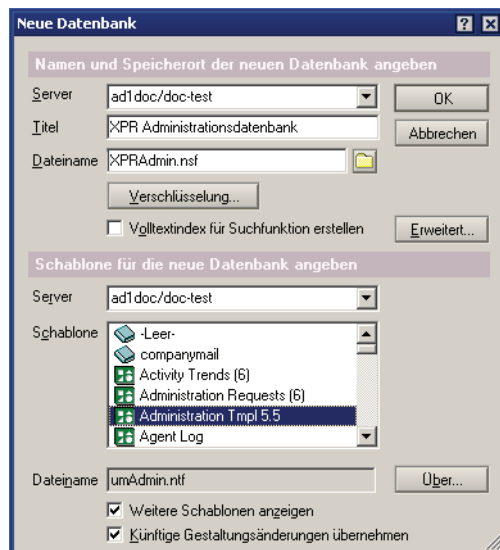 Neue Datenbank
Namen und Speicherort der neuen Datenbank angeben
Server ad1doc/doc-test OK
Titel XPR Administrationsdatenbank Abbrechen
Dateiname XPRAdmin.nsf
Verschlüsselung...
Volltextindex für Suchfunktion erstellen Erweitert...
Schablone für die neue Datenbank angeben
Server ad1doc/doc-test
Schablone -Leer-
companymail
Activity Trends (6)
Administration Requests (6)
Administration Tmpl 5.5
Agent Log
Dateiname umAdmin.ntf Über...
Weitere Schablonen anzeigen
Künftige Gestaltungsänderungen übernehmen